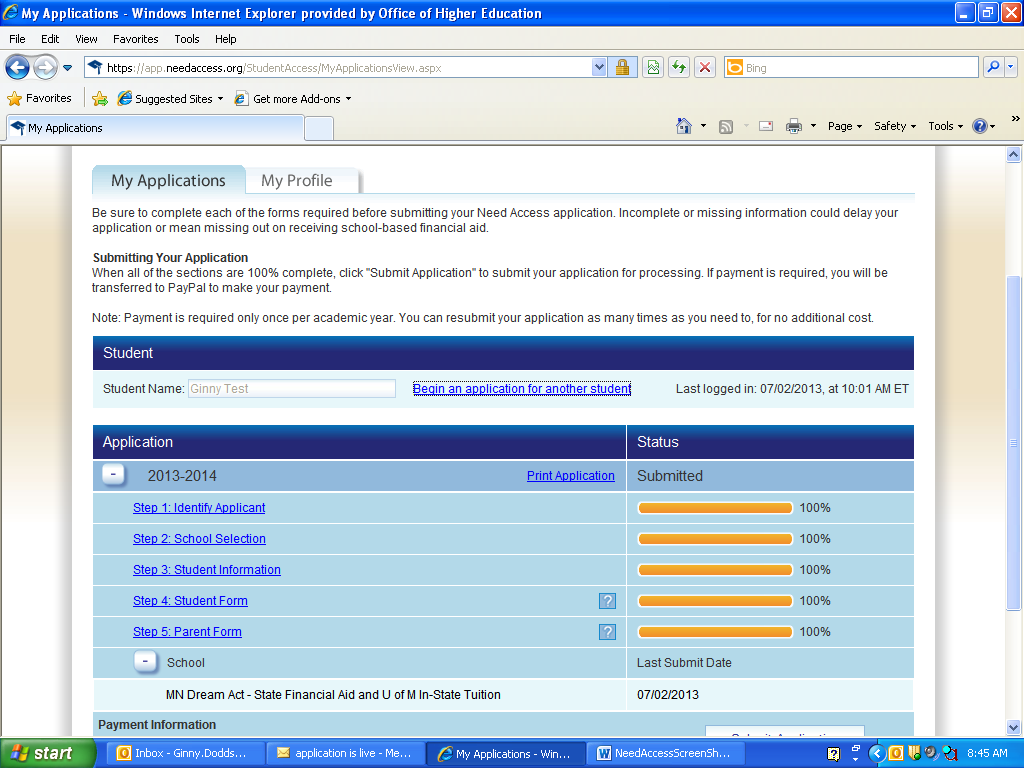 My Applications - Windows Internet Explorer provided by Office of Higher Education
File Edit View Favorites Tools Help
https://app.needaccess.org/StudentAccess/MyApplicationsView.aspx Bing
Favorites Suggested Sites Get more Add-ons
My Applications Page Safety Tools
My Applications My Profile
Be sure to complete each of the forms required before submitting your Need Access application. Incomplete or missing information could delay your
application or mean missing out on receiving school-based financial aid.
Submitting Your Application
When all of the sections are 100% complete, click "Submit Application" to submit your application for processing. If payment is required, you will be
transferred to PayPal to make your payment.
Note: Payment is required only once per academic year. You can resubmit your application as many times as you need to, for no additional cost.
Student
Student Name: Ginny Test Begin an application for another student Last logged in: 07/02/2013, at 10:01 AM ET
Application Status
- 2013-2014 Print Application Submitted
Step 1: Identify Applicant 100%
Step 2: School Selection 100%
Step 3: Student Information 100%
Step 4: Student Form ? 100%
Step 5: Parent Form ? 100%
- School Last Submit Date
MN Dream Act - State Financial Aid and U of M In-State Tuition 07/02/2013
Payment Information
Submit Application
start Inbox - Ginny.Dodds... application is live - Me... My Applications - Win... NeedAccessScreenSh... 8:45 AM